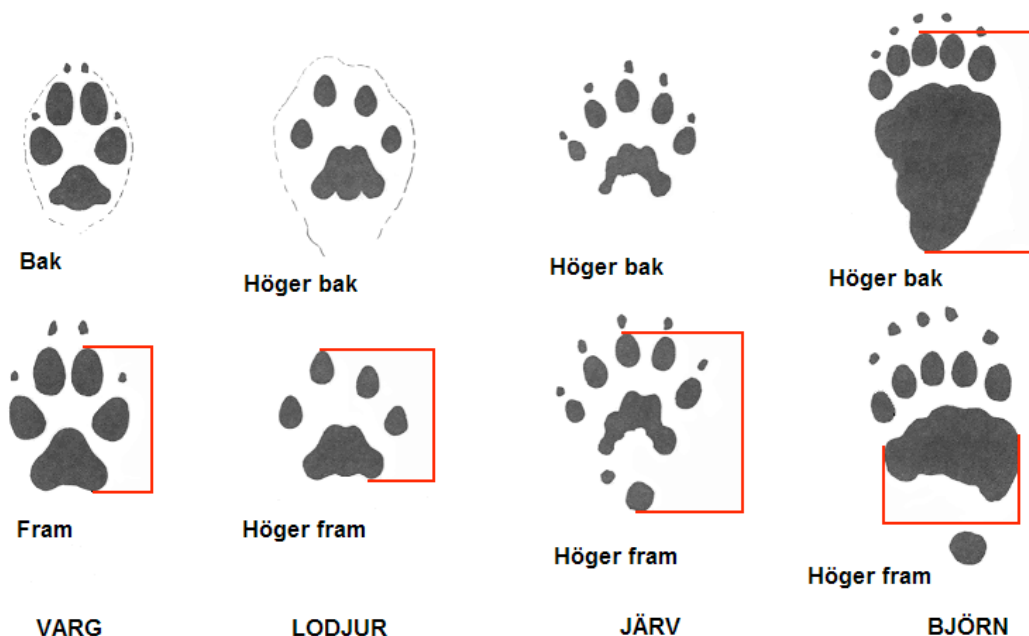 Bak
Höger bak
Höger bak
Höger bak
Fram
Höger fram
Höger fram
Höger fram
VARG
LODJUR
JÄRV
BJÖRN